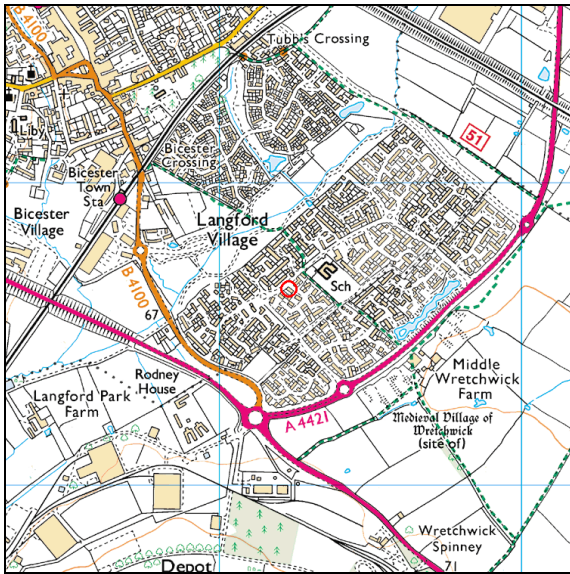 B 4100
Tubb's Crossing
51
Liby
Bicester
Crossing
Bicester
Town
Sta
Bicester
Village
Langford
Village
Sch
B 4100
67
Rodney
House
Langford Park
Farm
A 4421
Middle
Wretchwick
Farm
Medieval Village of
Wretchwick
(site of)
Wretchwick
Spinney
71
Depot